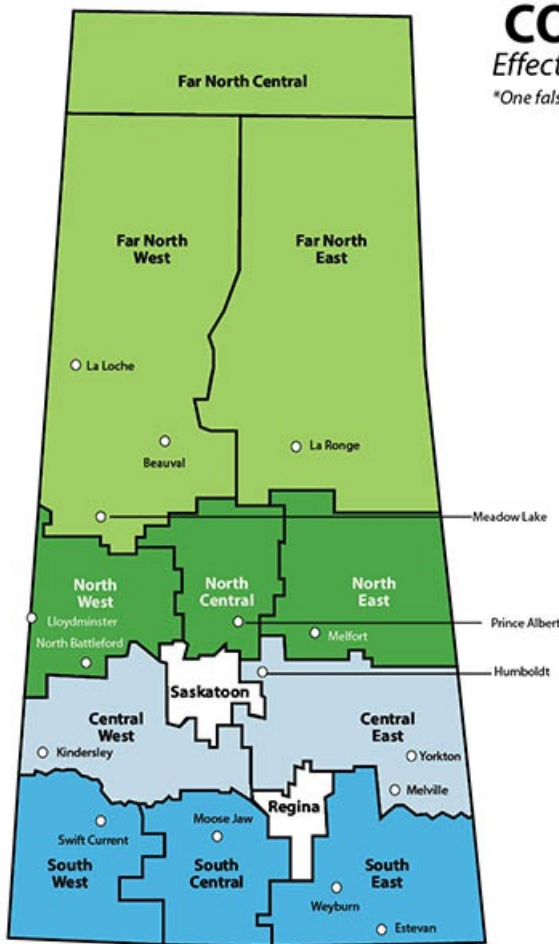 CO
Effect
*One fals
Far North Central
Far North
West
Far North
East
La Loche
Beauval
La Ronge
Meadow Lake
North
West
North
Central
North
East
Lloydminster
Prince Albert
North Battleford
Melfort
Saskatoon
Humboldt
Central
West
Central
East
Kindersley
Yorkton
Melville
Regina
Moose Jaw
Swift Current
South
West
South
Central
South
East
Weyburn
Estevan